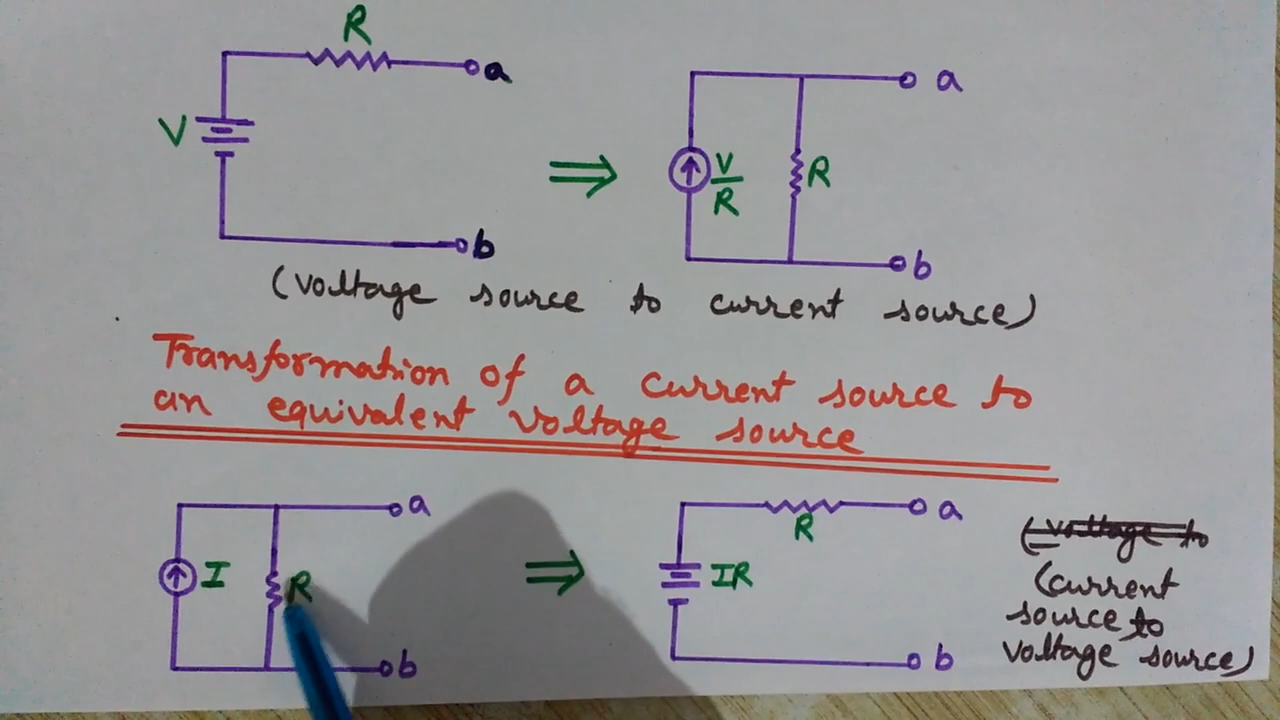 R
a
V
b
a
V
R
R
b
(voltage source to current source)
Transformation of a current source to
an equivalent voltage source
a
I
R
b
R
a
IR
b
(voltage to
(current
source to
voltage source)